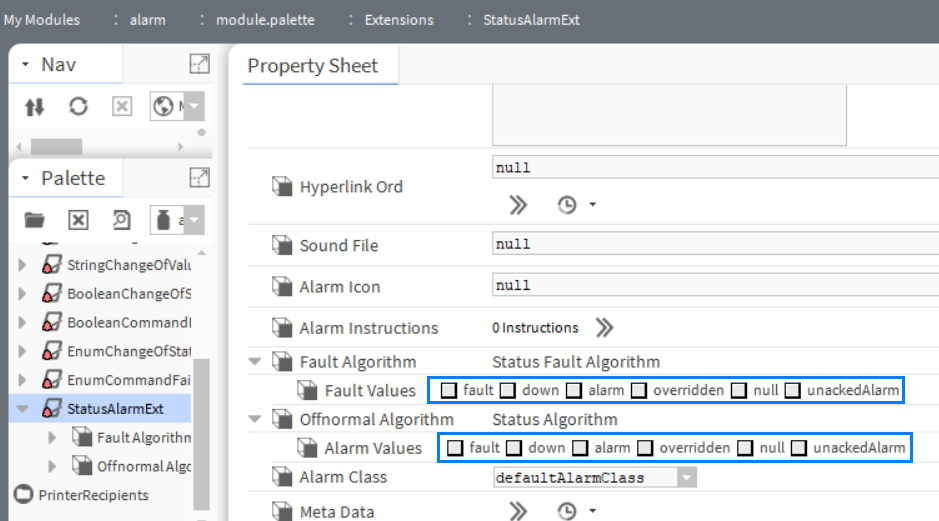 My Modules : alarm : module.palette : Extensions : StatusAlarmExt
Nav
Palette
StringChangeOfValu
BooleanChangeOfS
BooleanCommandF
EnumChangeOfStat
EnumCommandFai
StatusAlarmExt
Fault Algorithm
Offnormal Algo
PrinterRecipients
Property Sheet
Hyperlink Ord null
Sound File null
Alarm Icon null
Alarm Instructions 0 Instructions
Fault Algorithm Status Fault Algorithm
Fault Values fault down alarm overridden null unackedAlarm
Offnormal Algorithm Status Algorithm
Alarm Values fault down alarm overridden null unackedAlarm
Alarm Class defaultAlarmClass
Meta Data